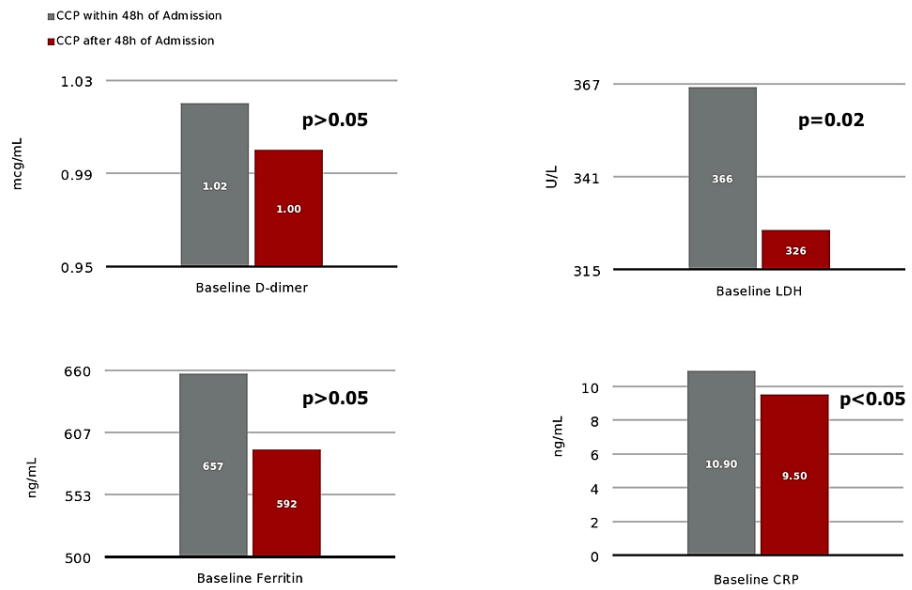 CCP within 48h of Admission
CCP after 48h of Admission
1.03
0.99
0.95
mcg/mL
p>0.05
1.02
1.00
Baseline D-dimer
367
341
315
U/L
p=0.02
366
326
Baseline LDH
660
607
553
500
ng/mL
p>0.05
657
592
Baseline Ferritin
10
8
6
4
2
0
ng/mL
p<0.05
10.90
9.50
Baseline CRP